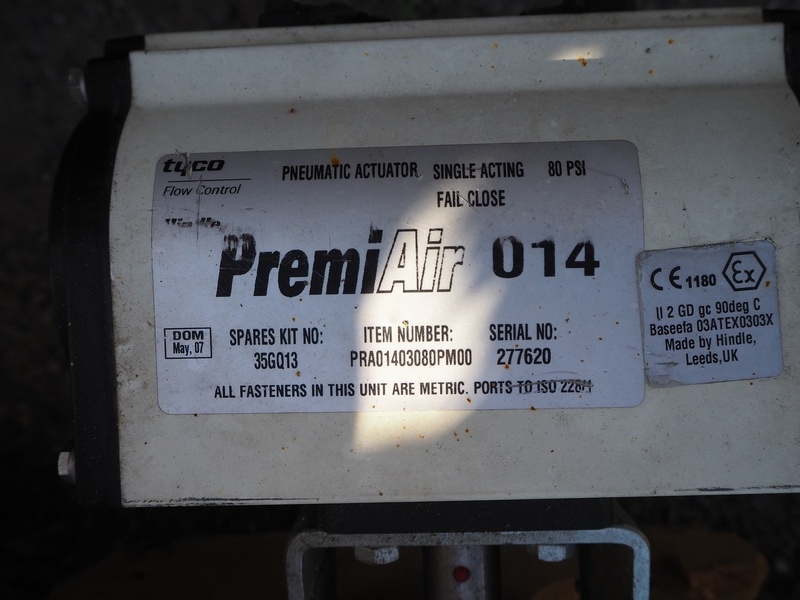 tyco
Flow Control
PNEUMATIC ACTUATOR SINGLE ACTING 80 PSI
FAIL CLOSE
PremiAir 014
DOM
May, 07
SPARES KIT NO:
35GQ13
ITEM NUMBER:
PRA01403080PM00
SERIAL NO:
277620
ALL FASTENERS IN THIS UNIT ARE METRIC. PORTS TO ISO 228/1
CE 1180 Ex
II 2 GD gc 90deg C
Baseefa 03ATEX0303X
Made by Hindle,
Leeds,UK